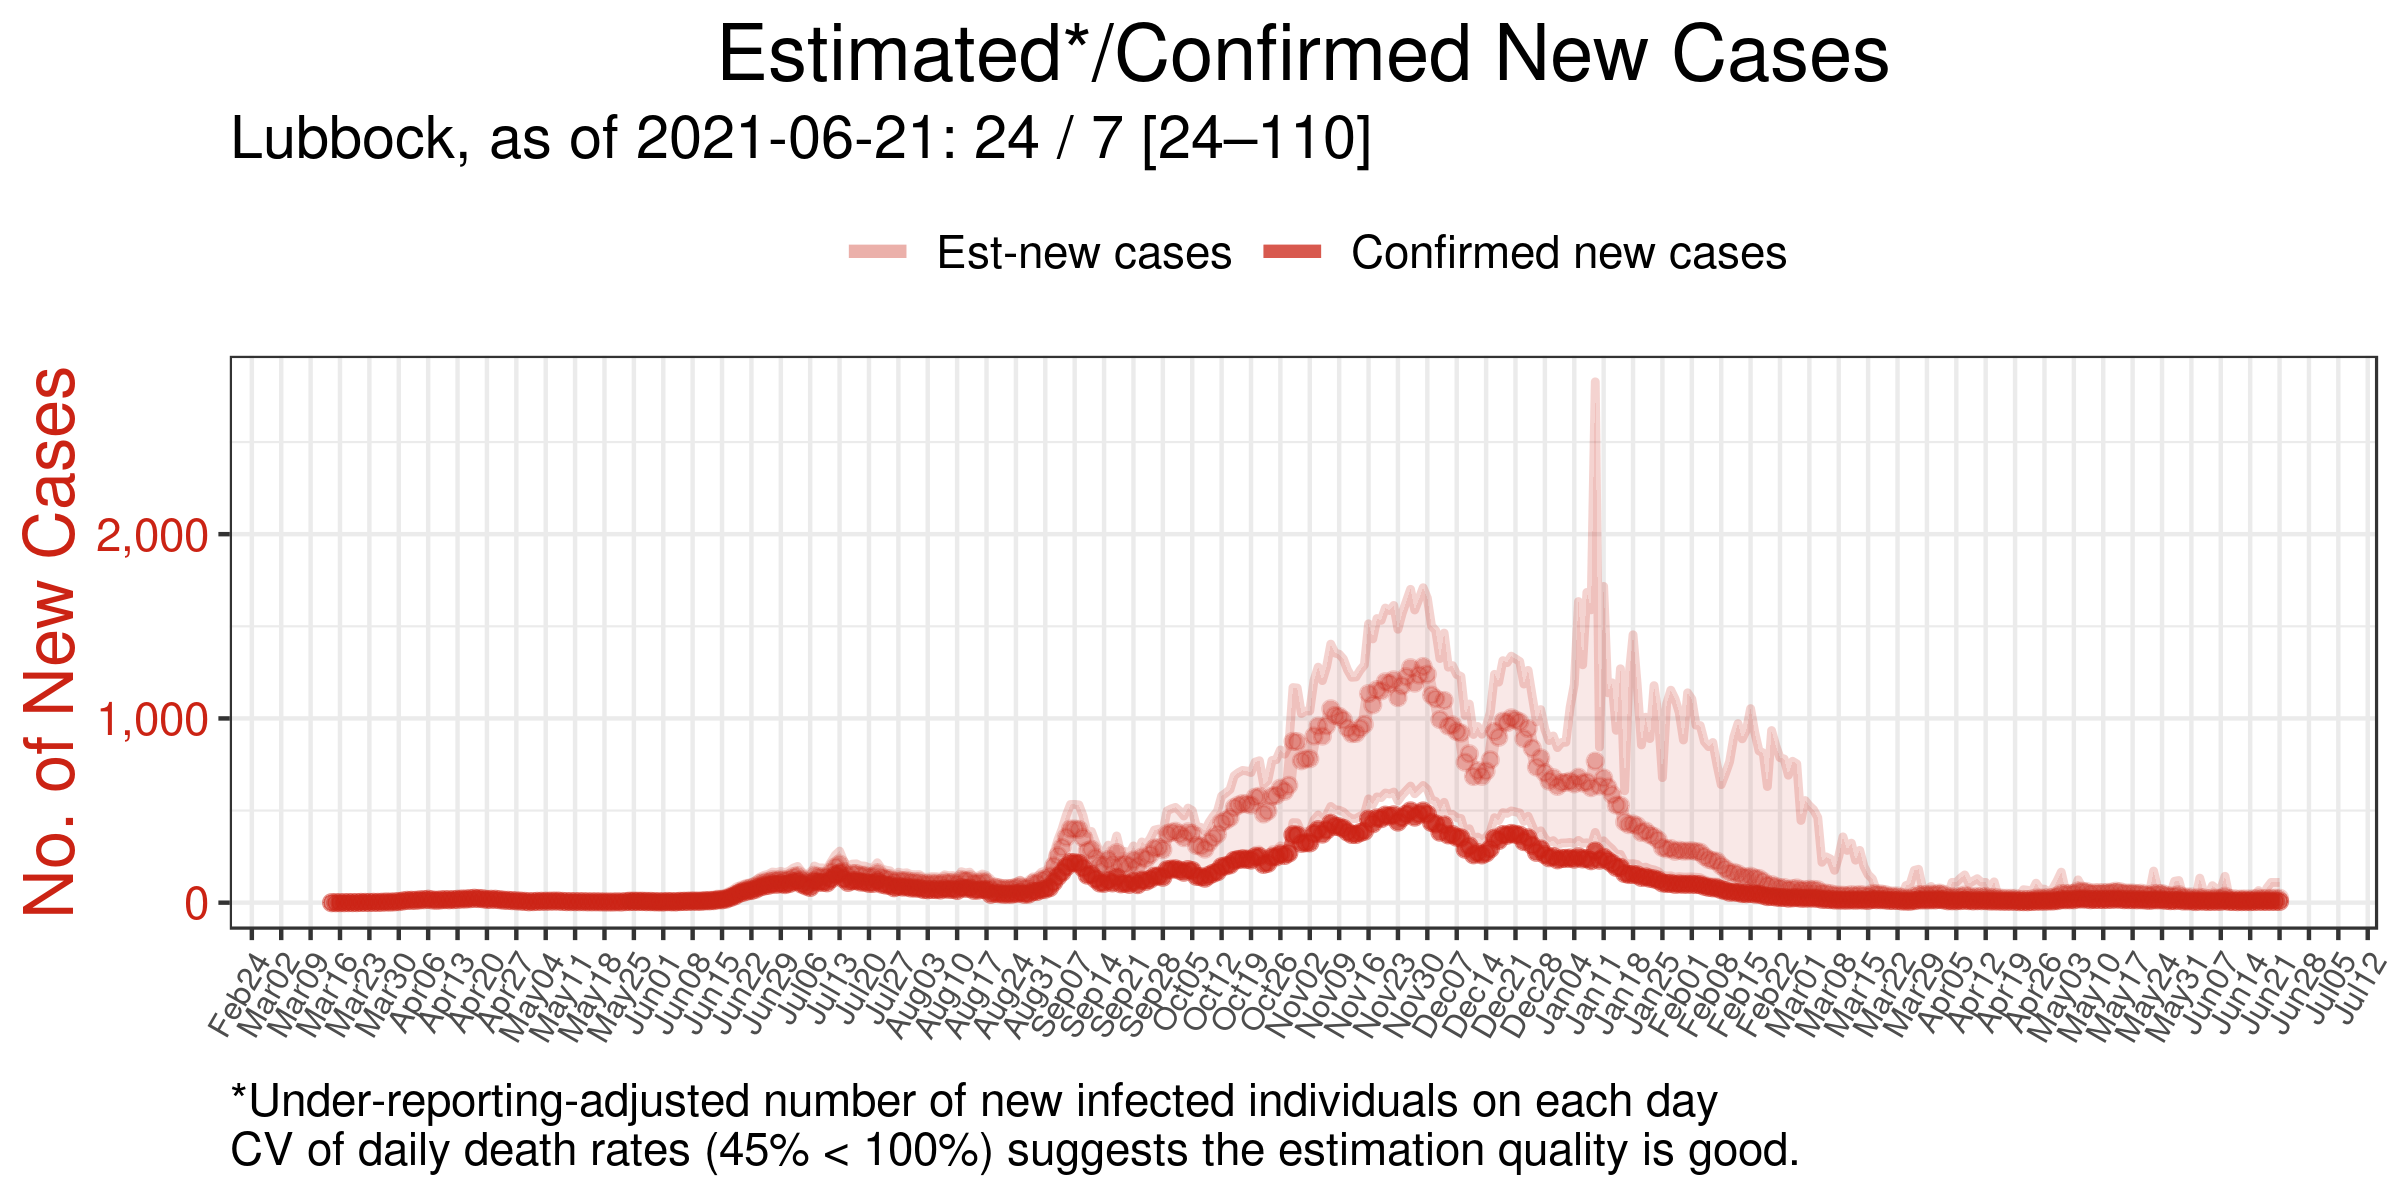 Estimated*/Confirmed New Cases
Lubbock, as of 2021-06-21: 24 / 7 [24–110]
Est-new cases
Confirmed new cases
No. of New Cases
2,000
1,000
0
Feb24
Mar02
Mar09
Mar16
Mar23
Mar30
Apr06
Apr13
Apr20
Apr27
May04
May11
May18
May25
Jun01
Jun08
Jun15
Jun22
Jun29
Jul06
Jul13
Jul20
Jul27
Aug03
Aug10
Aug17
Aug24
Aug31
Sep07
Sep14
Sep21
Sep28
Oct05
Oct12
Oct19
Oct26
Nov02
Nov09
Nov16
Nov23
Nov30
Dec07
Dec14
Dec21
Dec28
Jan04
Jan11
Jan18
Jan25
Feb01
Feb08
Feb15
Feb22
Mar01
Mar08
Mar15
Mar22
Mar29
Apr05
Apr12
Apr19
Apr26
May03
May10
May17
May24
May31
Jun07
Jun14
Jun21
Jun28
Jul05
Jul12
*Under-reporting-adjusted number of new infected individuals on each day
CV of daily death rates (45% < 100%) suggests the estimation quality is good.